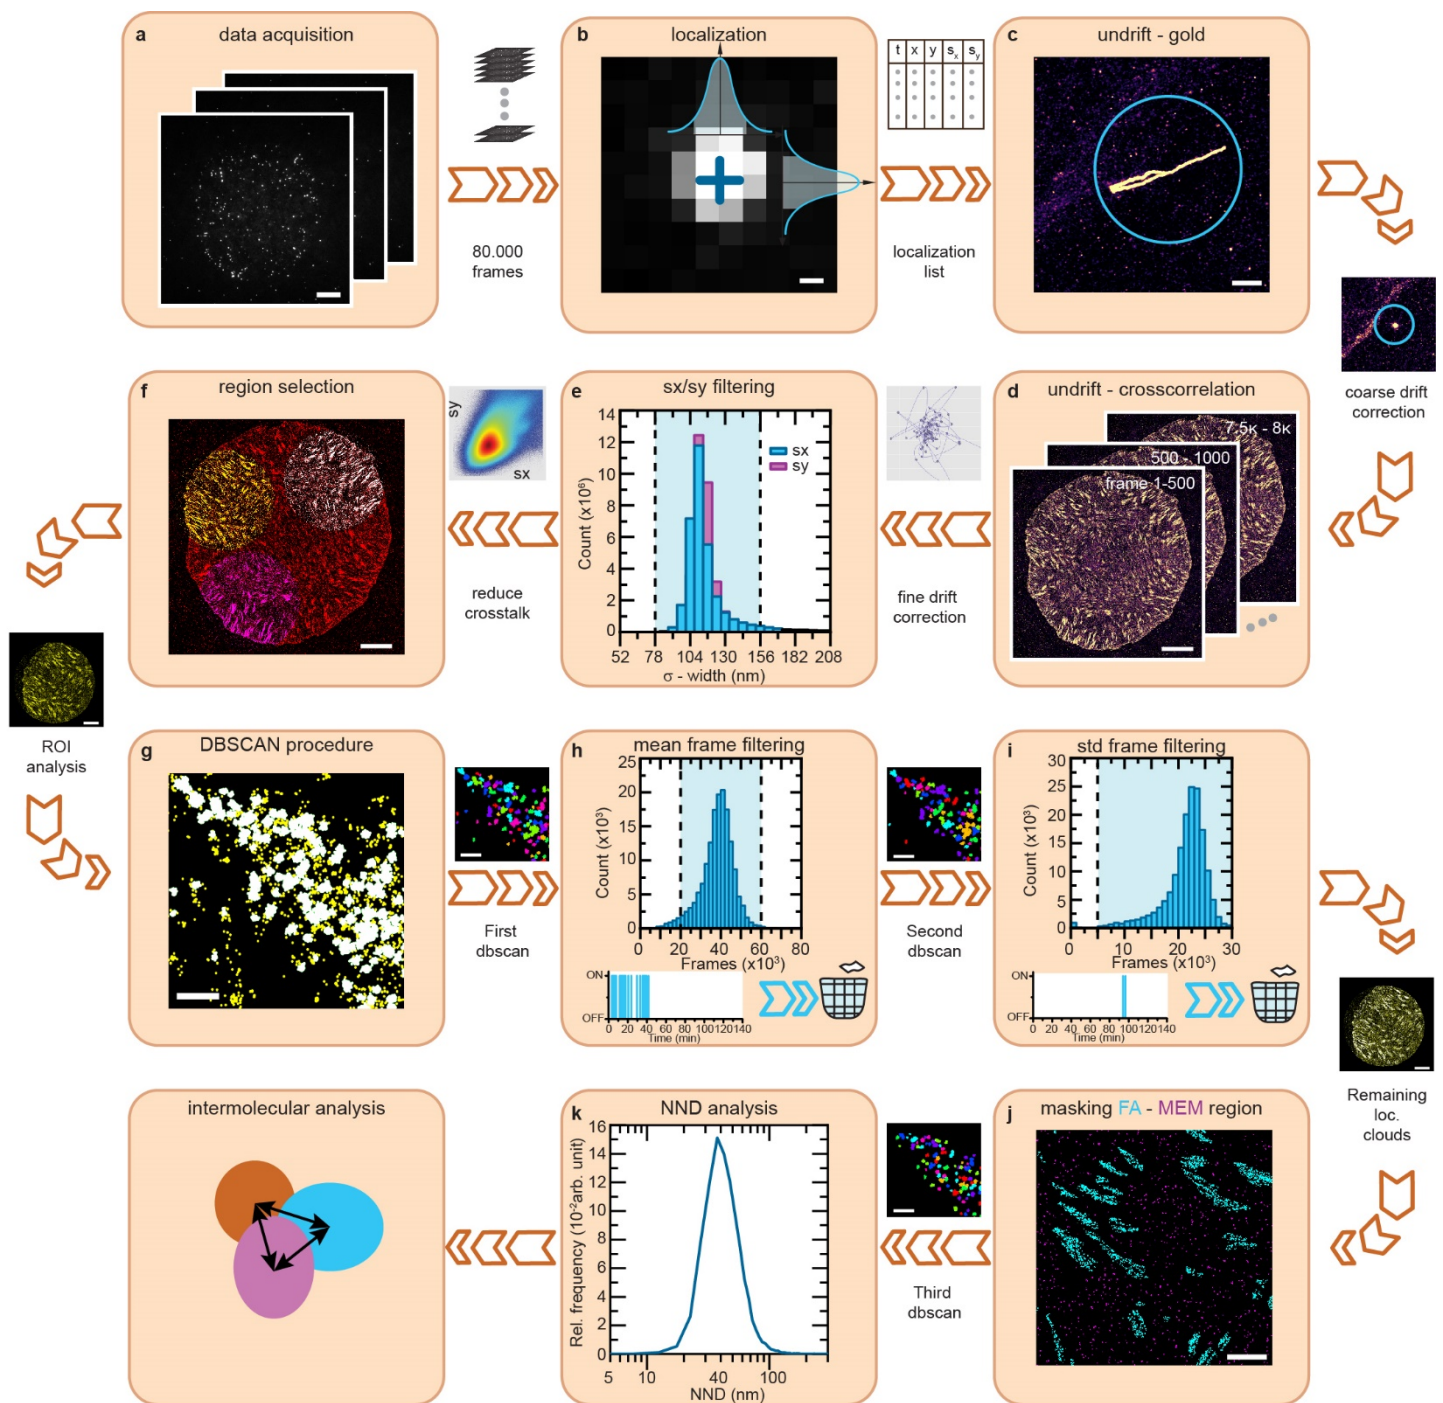 a data acquisition
80.000
frames
b localization
t x y sx sy
localization
list
c undrift - gold
coarse drift
correction
d undrift - crosscorrelation
7.5K - 8K
500 - 1000
frame 1-500
fine drift
correction
e sx/sy filtering
Count (x10⁶)
14
12
10
8
6
4
2
0
sx
sy
52 78 104 130 156 182 208
σ - width (nm)
sy
sx
reduce
crosstalk
f region selection
ROI
analysis
g DBSCAN procedure
First
dbscan
h mean frame filtering
Count (x10³)
25
20
15
10
5
0
0 20 40 60 80
Frames (x10³)
ON
OFF
0 20 40 60 80 100 120 140
Time (min)
Second
dbscan
i std frame filtering
Count (x10³)
30
25
20
15
10
5
0
0 10 20 30
Frames (x10³)
ON
OFF
0 20 40 60 80 100 120 140
Time (min)
Remaining
loc.
clouds
j masking FA - MEM region
Third
dbscan
k NND analysis
Rel. frequency (10⁻²arb. unit)
16
14
12
10
8
6
4
2
0
5 10 40 100
NND (nm)
intermolecular analysis